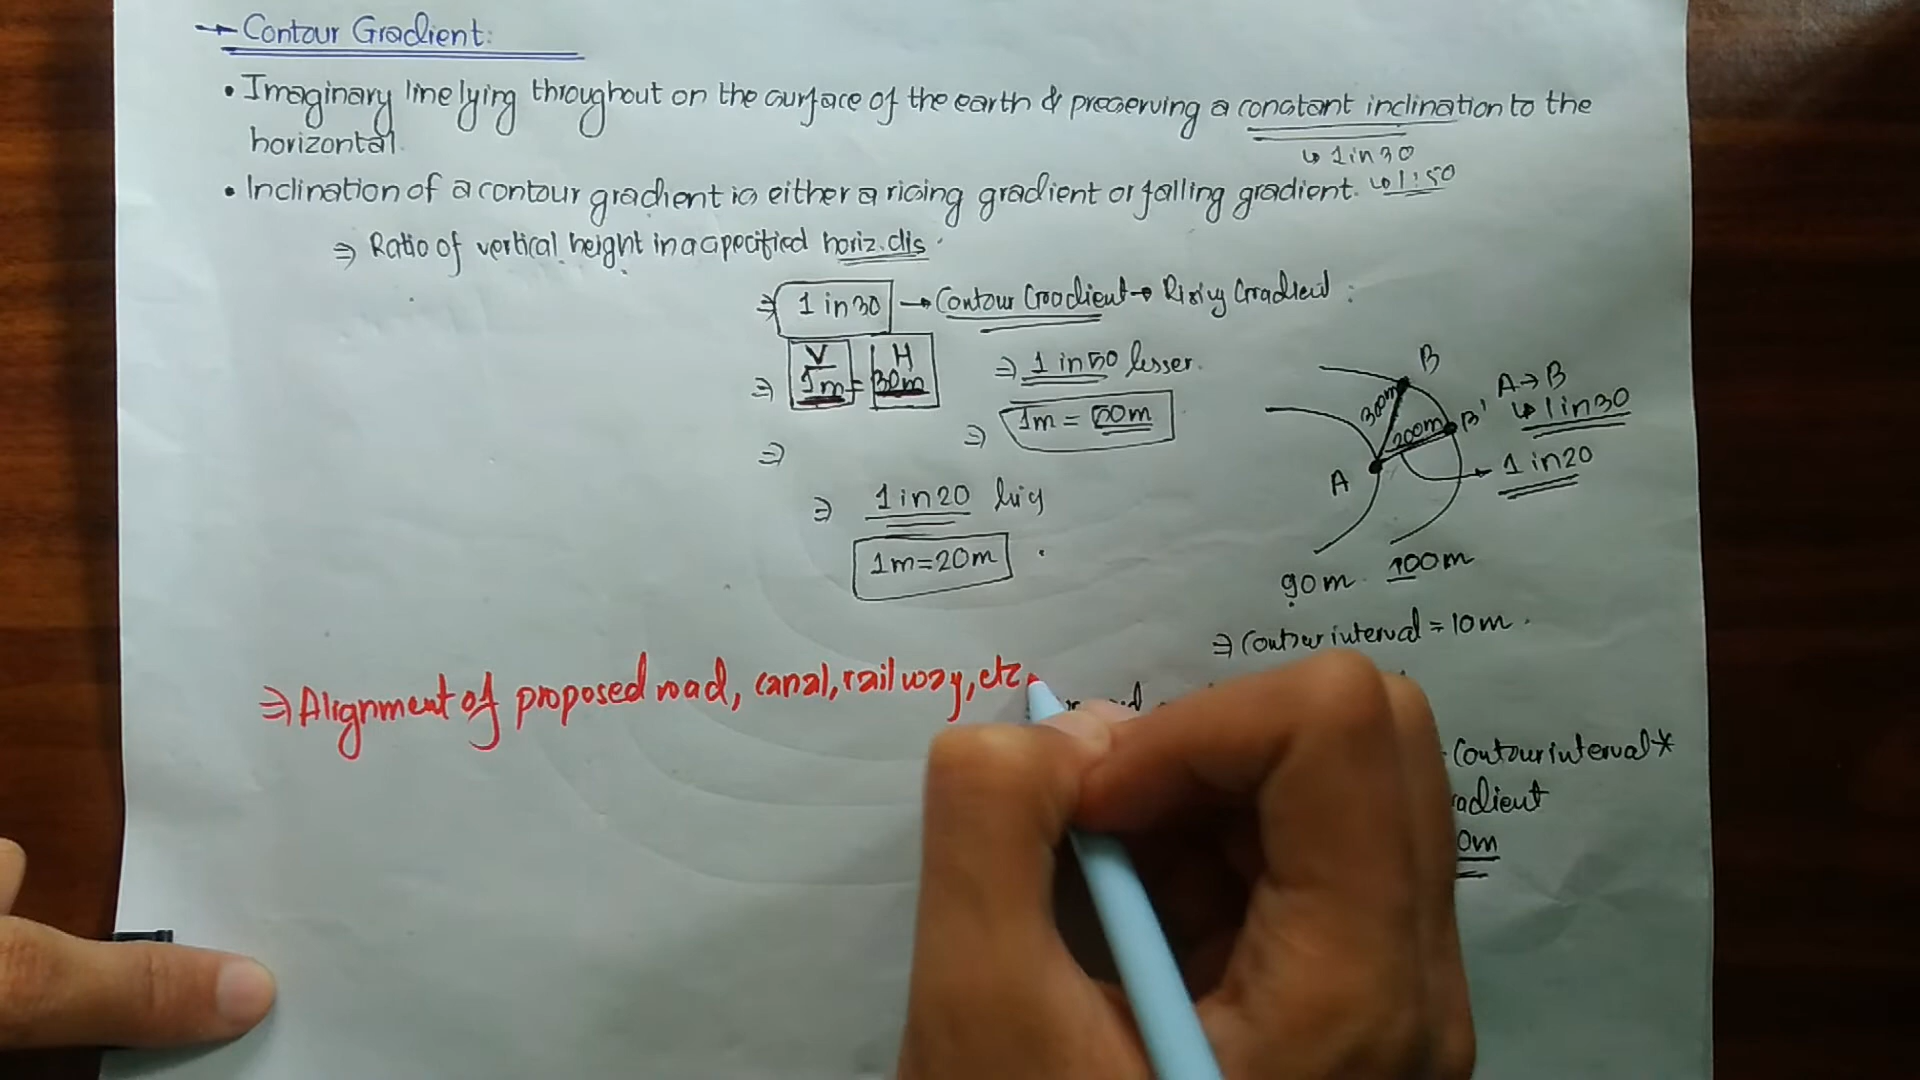 → Contour Gradient:
• Imaginary line lying throughout on the surface of the earth & preserving a constant inclination to the
horizontal.
↳ 1 in 30
• Inclination of a contour gradient is either a rising gradient or falling gradient. ↳ 1:50
⇒ Ratio of vertical height in a specified horiz. dis.
⇒ 1 in 30 → Contour Gradient → Rising Gradient :
V H
⇒ 1m = 30m
⇒ 1 in 50 lesser.
⇒ 1m = 50m
⇒
⇒ 1 in 20 hig
1m = 20m .
B
A → B
↳ 1 in 30
300m
B'
200m
A
1 in 20
90m 100m
⇒ Contour interval = 10m .
⇒ Alignment of proposed road, canal, railway, etc.
Contour interval *
0m